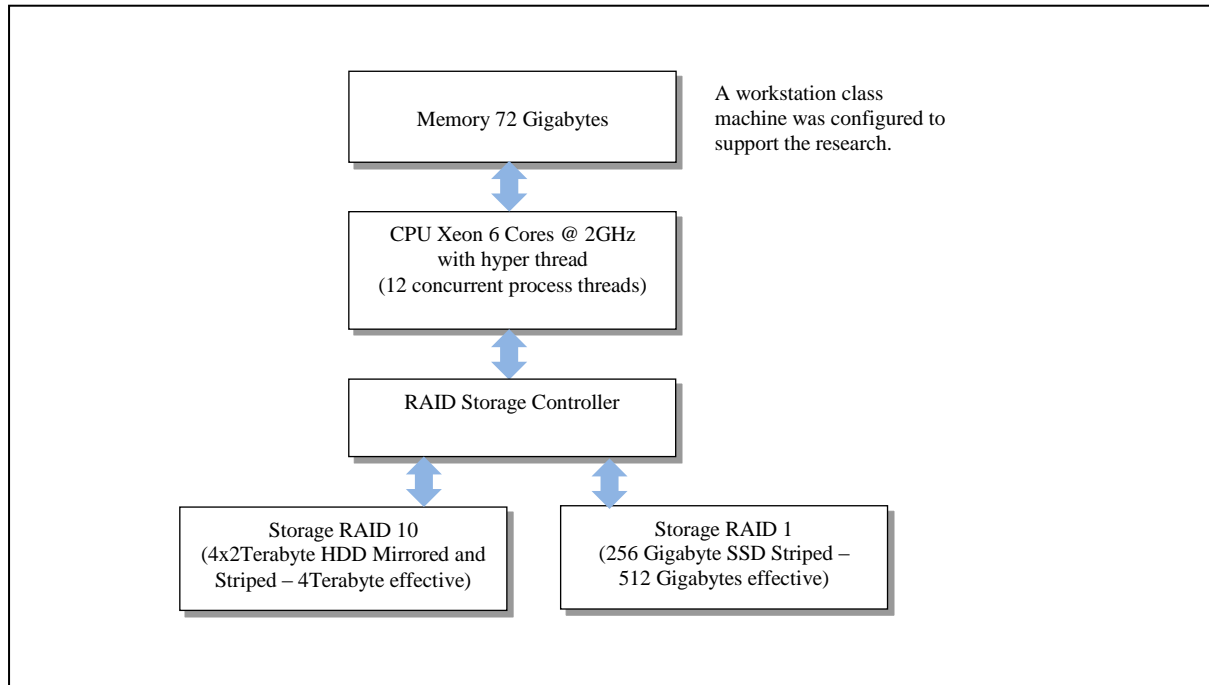 Memory 72 Gigabytes
A workstation class
machine was configured to
support the research.
CPU Xeon 6 Cores @ 2GHz
with hyper thread
(12 concurrent process threads)
RAID Storage Controller
Storage RAID 10
(4x2Terabyte HDD Mirrored and
Striped – 4Terabyte effective)
Storage RAID 1
(256 Gigabyte SSD Striped –
512 Gigabytes effective)